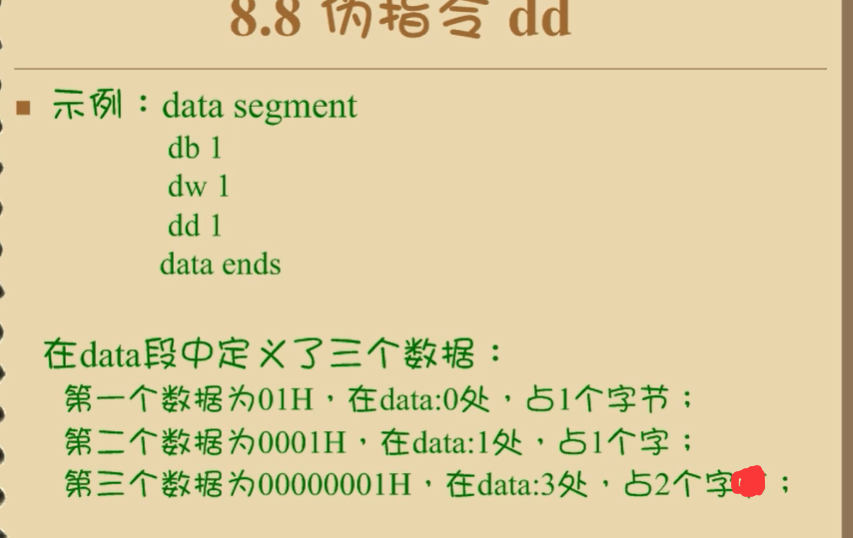 8.8 伪指令 dd
示例：data segment
db 1
dw 1
dd 1
data ends
在data段中定义了三个数据：
第一个数据为01H，在data:0处，占1个字节；
第二个数据为0001H，在data:1处，占1个字；
第三个数据为00000001H，在data:3处，占2个字；